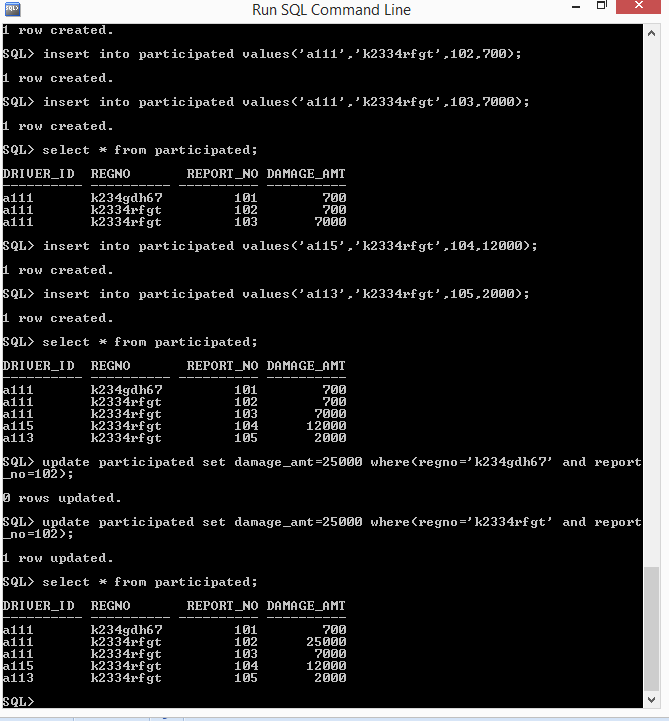 Run SQL Command Line
1 row created.
SQL> insert into participated values('a111','k2334rfgt',102,700);
1 row created.
SQL> insert into participated values('a111','k2334rfgt',103,7000);
1 row created.
SQL> select * from participated;
DRIVER_ID  REGNO       REPORT_NO DAMAGE_AMT
---------- ---------- ---------- ----------
a111       k234gdh67         101        700
a111       k2334rfgt         102        700
a111       k2334rfgt         103       7000
SQL> insert into participated values('a115','k2334rfgt',104,12000);
1 row created.
SQL> insert into participated values('a113','k2334rfgt',105,2000);
1 row created.
SQL> select * from participated;
DRIVER_ID  REGNO       REPORT_NO DAMAGE_AMT
---------- ---------- ---------- ----------
a111       k234gdh67         101        700
a111       k2334rfgt         102        700
a111       k2334rfgt         103       7000
a115       k2334rfgt         104      12000
a113       k2334rfgt         105       2000
SQL> update participated set damage_amt=25000 where(regno='k234gdh67' and report
_no=102);
0 rows updated.
SQL> update participated set damage_amt=25000 where(regno='k2334rfgt' and report
_no=102);
1 row updated.
SQL> select * from participated;
DRIVER_ID  REGNO       REPORT_NO DAMAGE_AMT
---------- ---------- ---------- ----------
a111       k234gdh67         101        700
a111       k2334rfgt         102      25000
a111       k2334rfgt         103       7000
a115       k2334rfgt         104      12000
a113       k2334rfgt         105       2000
SQL>